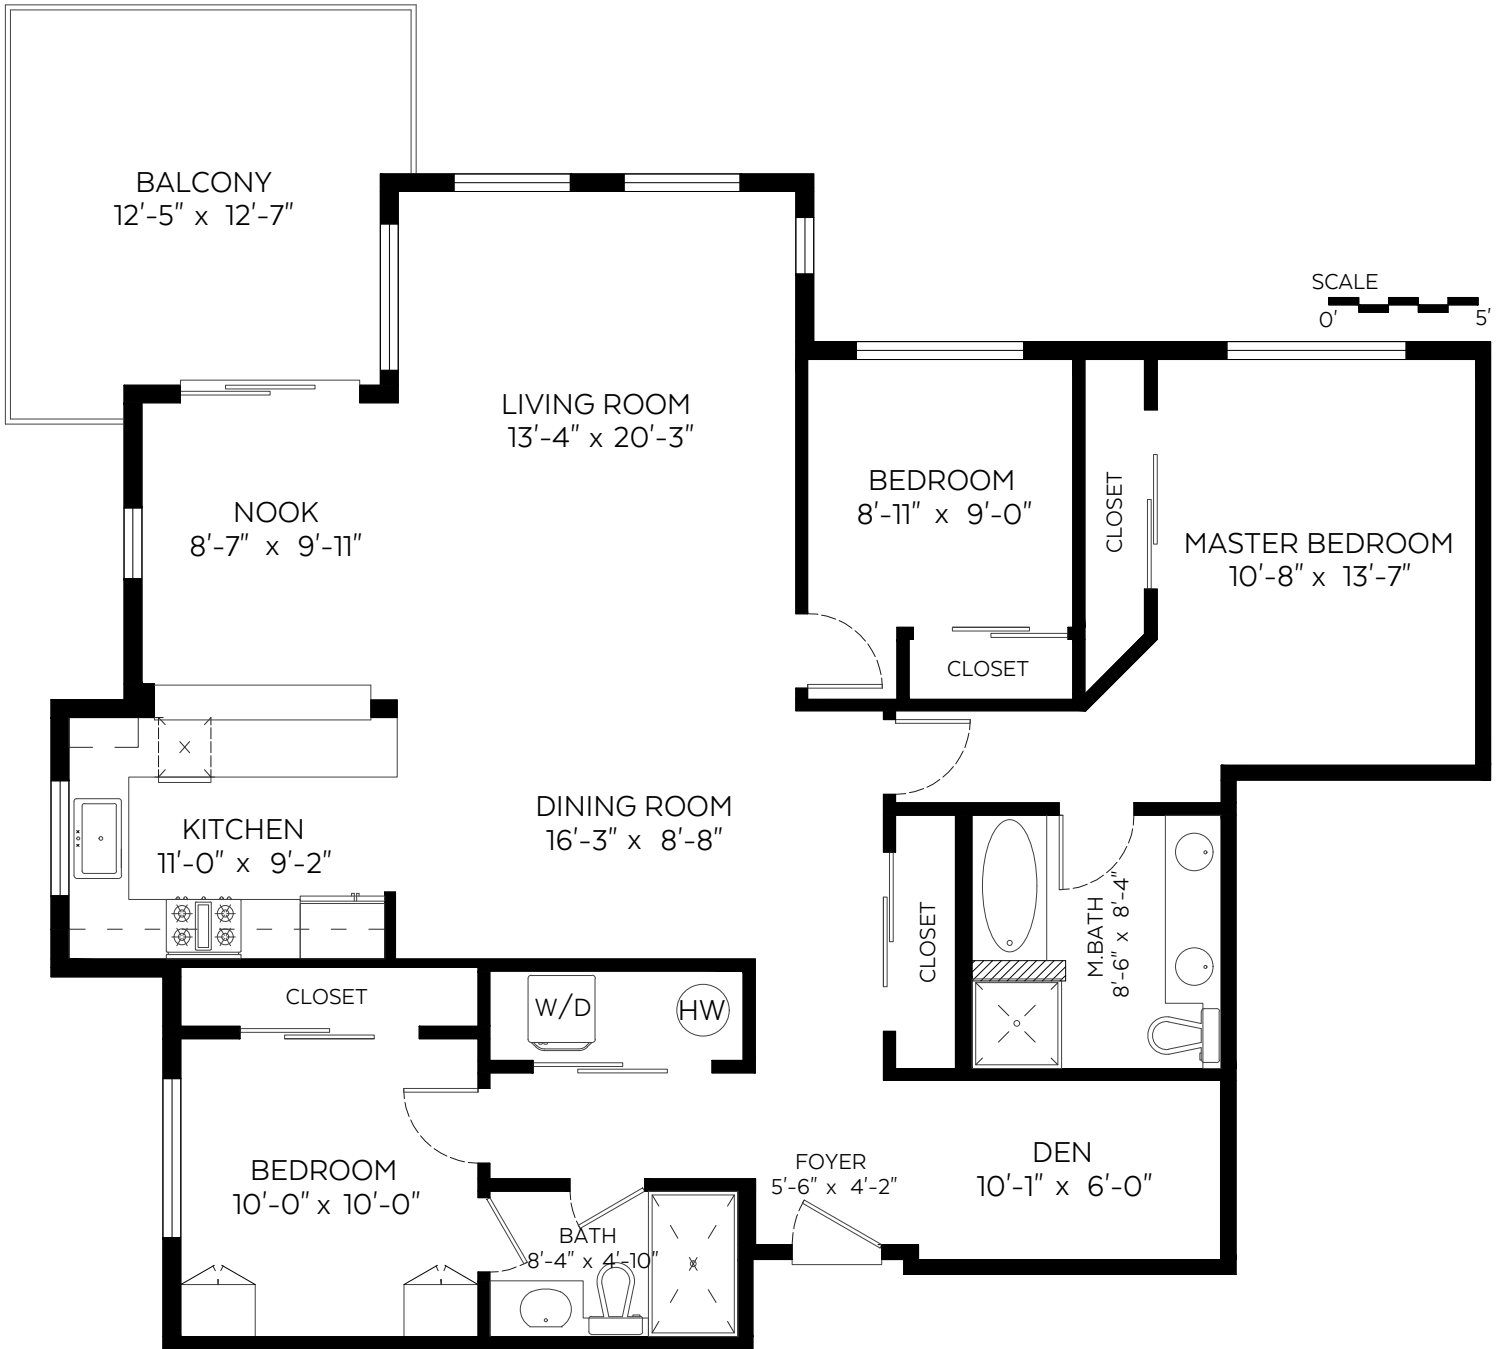 BALCONY
12'-5" x 12'-7"
SCALE
0'
5'
LIVING ROOM
13'-4" x 20'-3"
BEDROOM
8'-11" x 9'-0"
CLOSET
MASTER BEDROOM
10'-8" x 13'-7"
NOOK
8'-7" x 9'-11"
CLOSET
KITCHEN
11'-0" x 9'-2"
DINING ROOM
16'-3" x 8'-8"
CLOSET
M.BATH
8'-6" x 8'-4"
CLOSET
W/D
HW
BEDROOM
10'-0" x 10'-0"
FOYER
5'-6" x 4'-2"
DEN
10'-1" x 6'-0"
BATH
8'-4" x 4'-10"